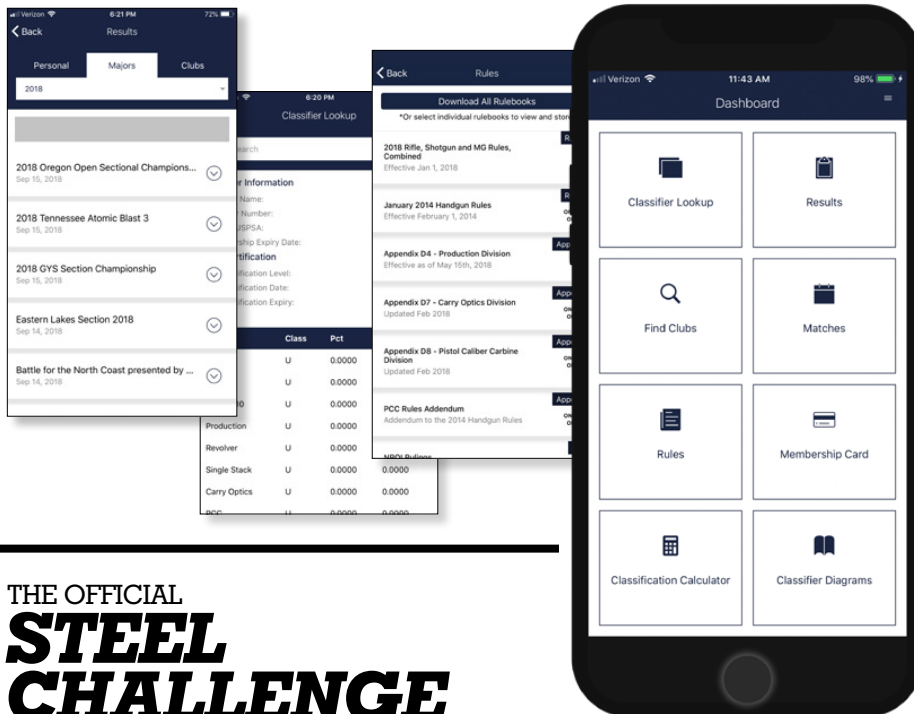 Verizon 6:21 PM 72%
Back Results
Personal Majors Clubs
2018
2018 Oregon Open Sectional Champions...
Sep 15, 2018
2018 Tennessee Atomic Blast 3
Sep 15, 2018
2018 GYS Section Championship
Sep 15, 2018
Eastern Lakes Section 2018
Sep 14, 2018
Battle for the North Coast presented by ...
Sep 14, 2018
6:20 PM
Classifier Lookup
earch
r Information
Name:
Number:
USPSA:
ship Expiry Date:
tification
ification Level:
ification Date:
ification Expiry:
Class Pct
U 0.0000
U 0.0000
U 0.0000
Production U 0.0000
Revolver U 0.0000
Single Stack U 0.0000 0.0000
Carry Optics U 0.0000 0.0000
PCC U 0.0000 0.0000
Back Rules
Download All Rulebooks
*Or select individual rulebooks to view and stor
2018 Rifle, Shotgun and MG Rules,
Combined
Effective Jan 1, 2018
January 2014 Handgun Rules
Effective February 1, 2014
Appendix D4 - Production Division
Effective as of May 15th, 2018
Appendix D7 - Carry Optics Division
Updated Feb 2018
Appendix D8 - Pistol Caliber Carbine
Division
Updated Feb 2018
PCC Rules Addendum
Addendum to the 2014 Handgun Rules
NROI Rulings
Verizon 11:43 AM 98%
Dashboard
Classifier Lookup Results
Find Clubs Matches
Rules Membership Card
Classification Calculator Classifier Diagrams
THE OFFICIAL
STEEL
CHALLENGE